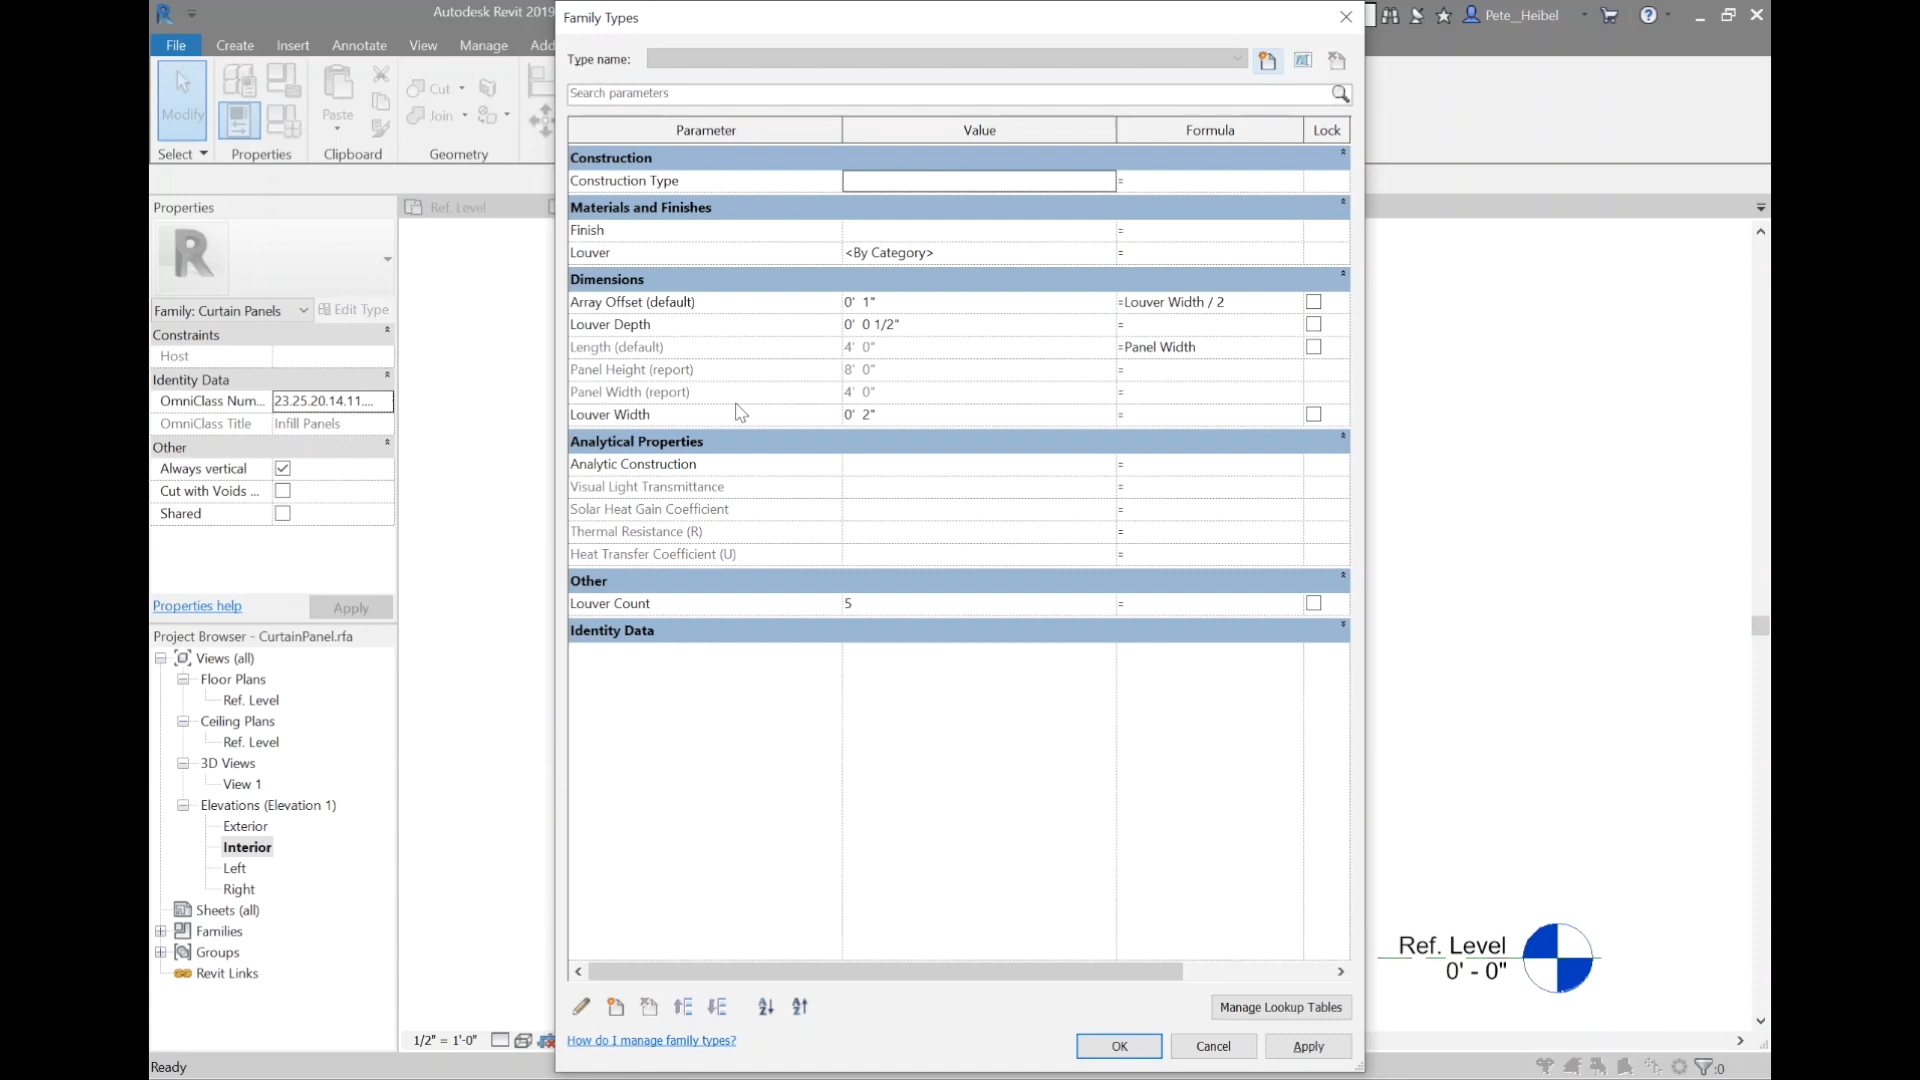 Autodesk Revit 2019
Family Types
Pete_Heibel
File
Create
Insert
Annotate
View
Manage
Add
Type name:
Search parameters
Modify
Paste
Cut
Join
Select
Properties
Clipboard
Geometry
Parameter
Value
Formula
Lock
Construction
Construction Type
=
Materials and Finishes
Finish
=
Louver
<By Category>
=
Dimensions
Array Offset (default)
0' 1"
=Louver Width / 2
Louver Depth
0' 0 1/2"
=
Length (default)
4' 0"
=Panel Width
Panel Height (report)
8' 0"
=
Panel Width (report)
4' 0"
=
Louver Width
0' 2"
=
Analytical Properties
Analytic Construction
=
Visual Light Transmittance
=
Solar Heat Gain Coefficient
=
Thermal Resistance (R)
=
Heat Transfer Coefficient (U)
=
Other
Louver Count
5
=
Identity Data
Manage Lookup Tables
How do I manage family types?
OK
Cancel
Apply
Properties
Ref. Level
R
Family: Curtain Panels
Edit Type
Constraints
Host
Identity Data
OmniClass Num...
23.25.20.14.11....
OmniClass Title
Infill Panels
Other
Always vertical
Cut with Voids ...
Shared
Properties help
Apply
Project Browser - CurtainPanel.rfa
Views (all)
Floor Plans
Ref. Level
Ceiling Plans
Ref. Level
3D Views
View 1
Elevations (Elevation 1)
Exterior
Interior
Left
Right
Sheets (all)
Families
Groups
Revit Links
1/2" = 1'-0"
Ref. Level
0' - 0"
Ready
:0